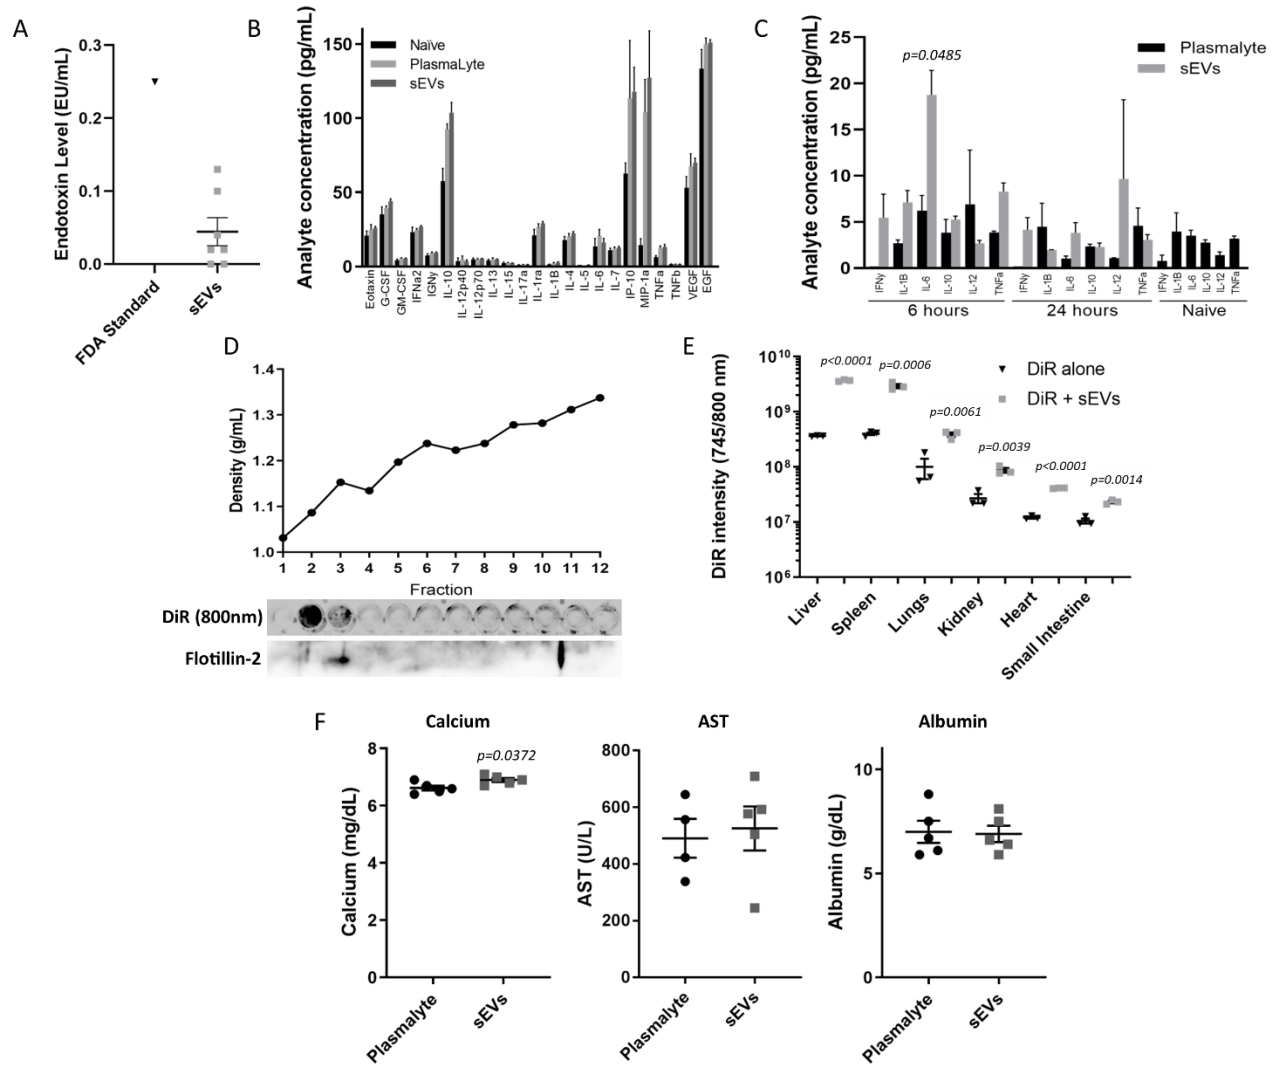 A
Endotoxin Level (EU/mL)
0.3
0.2
0.1
0.0
FDA Standard
sEVs
B
Analyte concentration (pg/mL)
150
100
50
0
Naïve
PlasmaLyte
sEVs
Eotaxin
G-CSF
GM-CSF
IFNa2
IGNy
IL-10
IL-12p40
IL-12p70
IL-13
IL-15
IL-17a
IL-1ra
IL-1B
IL-4
IL-5
IL-6
IL-7
IP-10
MIP-1a
TNFa
TNFb
VEGF
EGF
C
Analyte concentration (pg/mL)
25
20
15
10
5
0
p=0.0485
Plasmalyte
sEVs
IFNy
IL-1B
IL-6
IL-10
IL-12
TNFa
IFNy
IL-1B
IL-6
IL-10
IL-12
TNFa
IFNy
IL-1B
IL-6
IL-10
IL-12
TNFa
6 hours
24 hours
Naive
D
Density (g/mL)
1.4
1.3
1.2
1.1
1.0
1 2 3 4 5 6 7 8 9 10 11 12
Fraction
DiR (800nm)
Flotillin-2
E
DiR intensity (745/800 nm)
10^10
10^9
10^8
10^7
10^6
p<0.0001
p=0.0006
p=0.0061
p=0.0039
p<0.0001
p=0.0014
DiR alone
DiR + sEVs
Liver
Spleen
Lungs
Kidney
Heart
Small Intestine
F
Calcium
Calcium (mg/dL)
8
6
4
2
0
p=0.0372
Plasmalyte
sEVs
AST
AST (U/L)
800
600
400
200
0
Plasmalyte
sEVs
Albumin
Albumin (g/dL)
10
5
0
Plasmalyte
sEVs